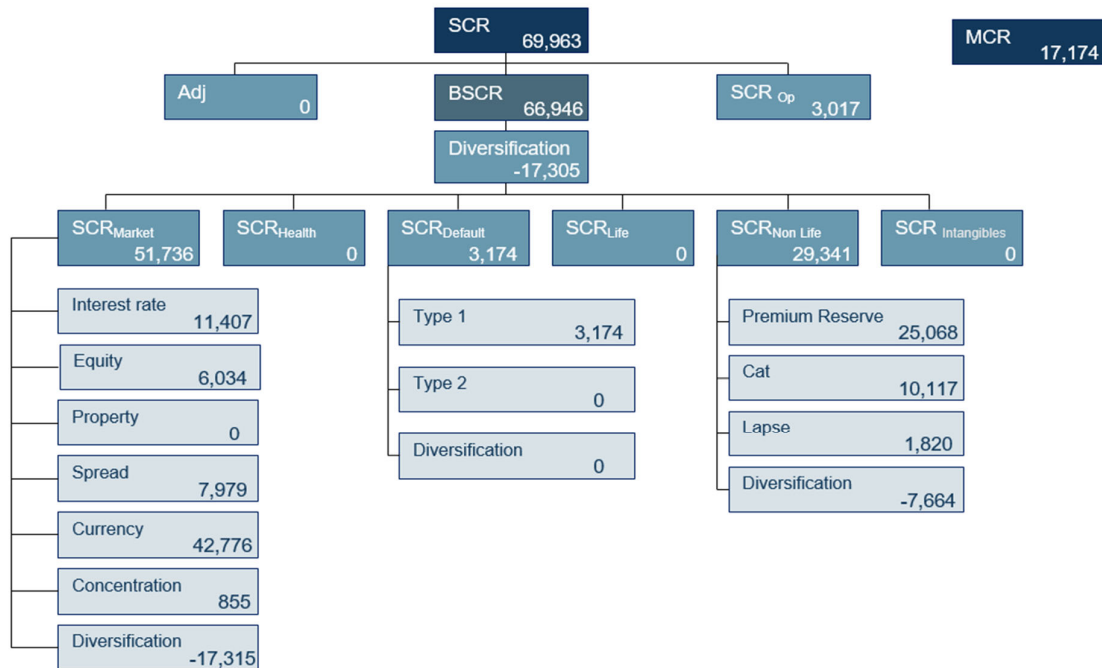 SCR
69,963
MCR
17,174
Adj
0
BSCR
66,946
SCR Op
3,017
Diversification
-17,305
SCRMarket
51,736
SCRHealth
0
SCRDefault
3,174
SCRLife
0
SCRNon Life
29,341
SCR Intangibles
0
Interest rate
11,407
Equity
6,034
Property
0
Spread
7,979
Currency
42,776
Concentration
855
Diversification
-17,315
Type 1
3,174
Type 2
0
Diversification
0
Premium Reserve
25,068
Cat
10,117
Lapse
1,820
Diversification
-7,664